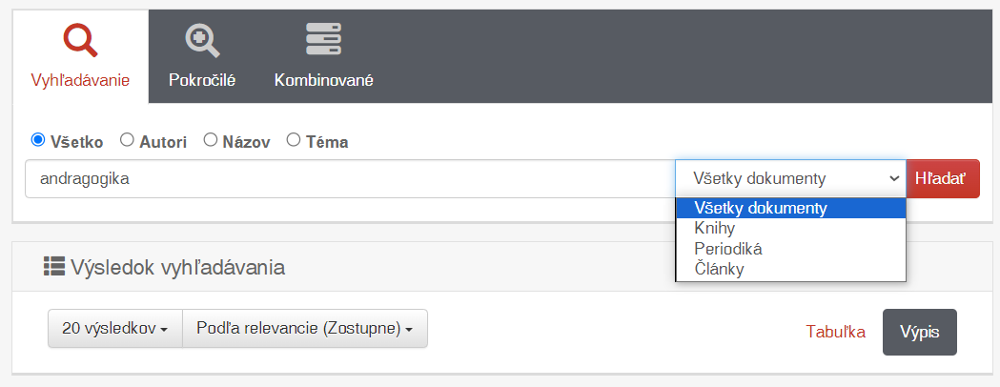 Vyhľadávanie Pokročilé Kombinované
Všetko Autori Názov Téma
andragogika Všetky dokumenty Hľadať
Všetky dokumenty
Knihy
Periodiká
Články
Výsledok vyhľadávania
20 výsledkov Podľa relevancie (Zostupne) Tabuľka Výpis